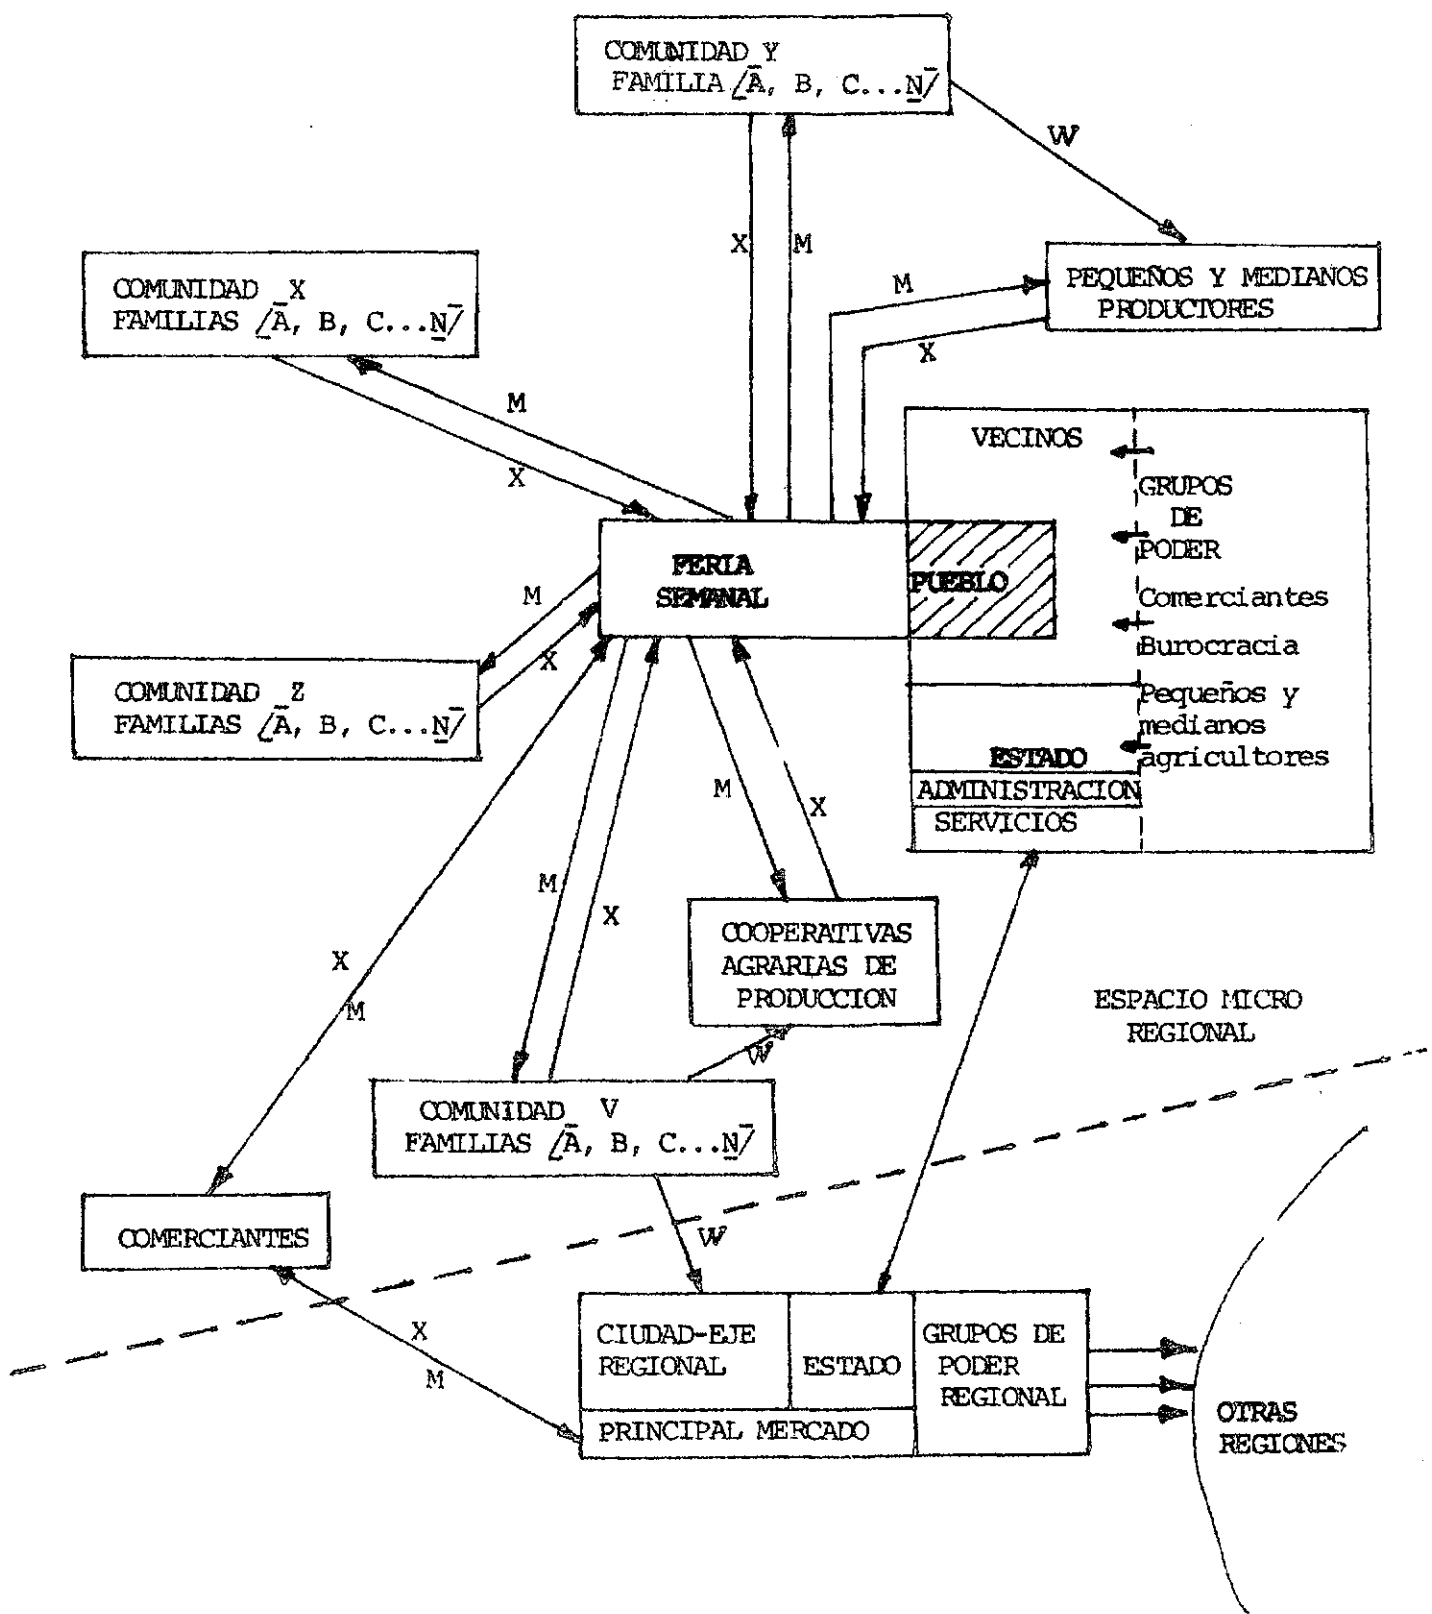 COMUNIDAD Y
FAMILIA /A, B, C...N/
W
X
M
COMUNIDAD X
FAMILIAS /A, B, C...N/
M
PEQUEÑOS Y MEDIANOS
PRODUCTORES
X
M
X
VECINOS
GRUPOS
DE
PODER
Comerciantes
Burocracia
Pequeños y
medianos
agricultores
FERIA
SEMANAL
PUEBLO
ESTADO
ADMINISTRACION
SERVICIOS
M
X
COMUNIDAD Z
FAMILIAS /A, B, C...N/
M
X
M
X
X
M
COOPERATIVAS
AGRARIAS DE
PRODUCCION
ESPACIO MICRO
REGIONAL
W
COMUNIDAD V
FAMILIAS /A, B, C...N/
W
COMERCIANTES
X
M
CIUDAD-EJE
REGIONAL
ESTADO
GRUPOS DE
PODER
REGIONAL
PRINCIPAL MERCADO
OTRAS
REGIONES